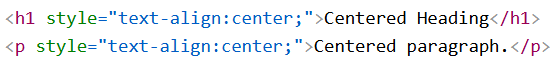 <h1 style="text-align:center;">Centered Heading</h1>
<p style="text-align:center;">Centered paragraph.</p>